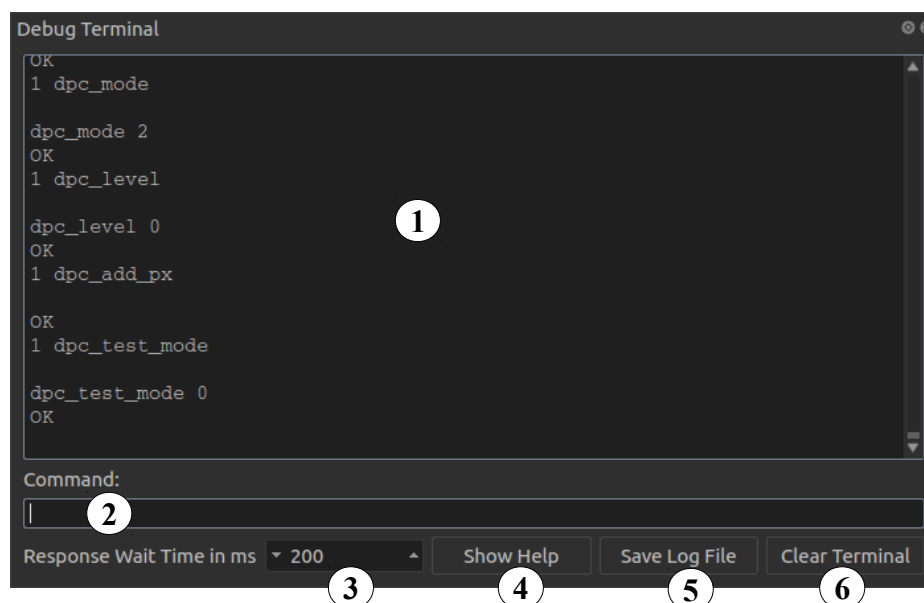 Debug Terminal
OK
1 dpc_mode
dpc_mode 2
OK
1 dpc_level
dpc_level 0
OK
1 dpc_add_px
OK
1 dpc_test_mode
dpc_test_mode 0
OK
1
Command:
2
Response Wait Time in ms 200 Show Help Save Log File Clear Terminal
3 4 5 6